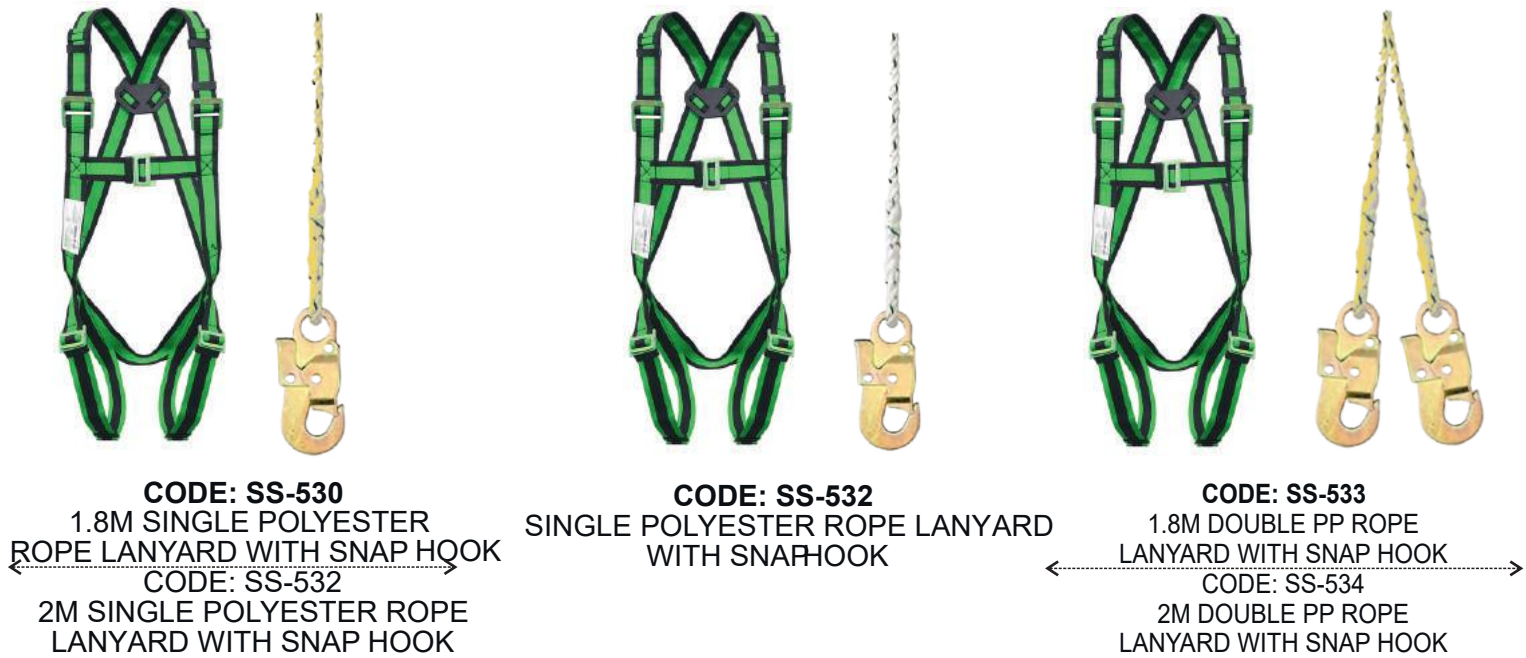 CODE: SS-530
1.8M SINGLE POLYESTER
ROPE LANYARD WITH SNAP HOOK
CODE: SS-532
2M SINGLE POLYESTER ROPE
LANYARD WITH SNAP HOOK
CODE: SS-532
SINGLE POLYESTER ROPE LANYARD
WITH SNAPHOOK
CODE: SS-533
1.8M DOUBLE PP ROPE
LANYARD WITH SNAP HOOK
CODE: SS-534
2M DOUBLE PP ROPE
LANYARD WITH SNAP HOOK